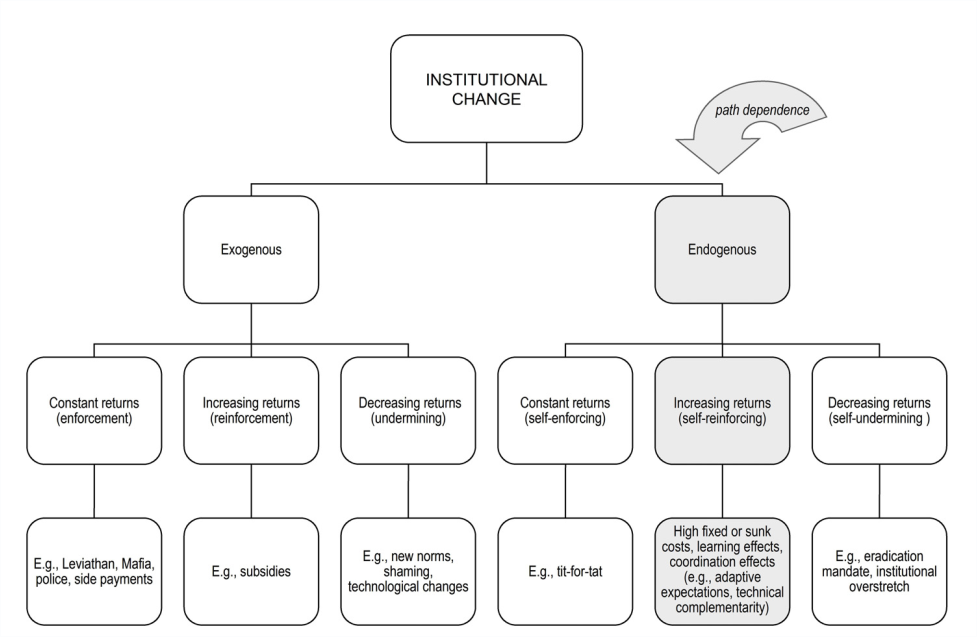 INSTITUTIONAL
CHANGE
path dependence
Exogenous
Endogenous
Constant returns
(enforcement)
Increasing returns
(reinforcement)
Decreasing returns
(undermining)
Constant returns
(self-enforcing)
Increasing returns
(self-reinforcing)
Decreasing returns
(self-undermining )
E.g., Leviathan, Mafia,
police, side payments
E.g., subsidies
E.g., new norms,
shaming,
technological changes
E.g., tit-for-tat
High fixed or sunk
costs, learning effects,
coordination effects
(e.g., adaptive
expectations, technical
complementarity)
E.g., eradication
mandate, institutional
overstretch